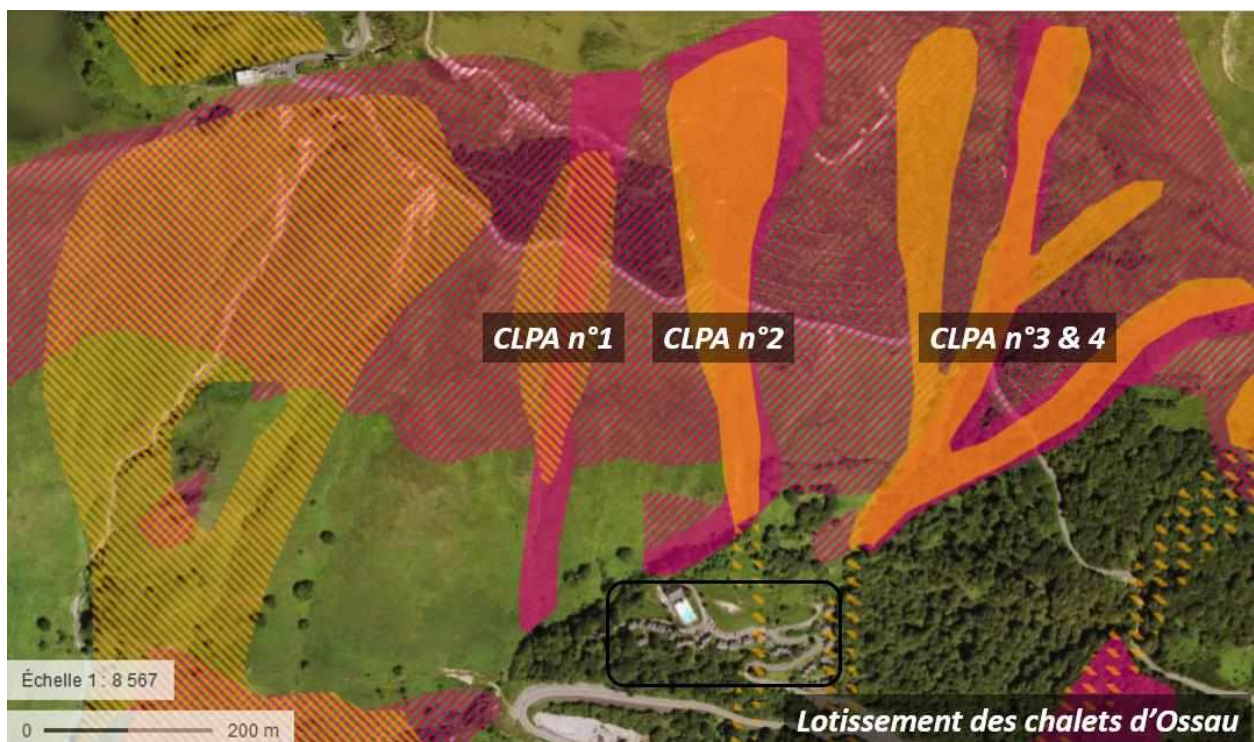 CLPA n°1
CLPA n°2
CLPA n°3 & 4
Échelle 1 : 8 567
0 200 m
Lotissement des chalets d'Ossau